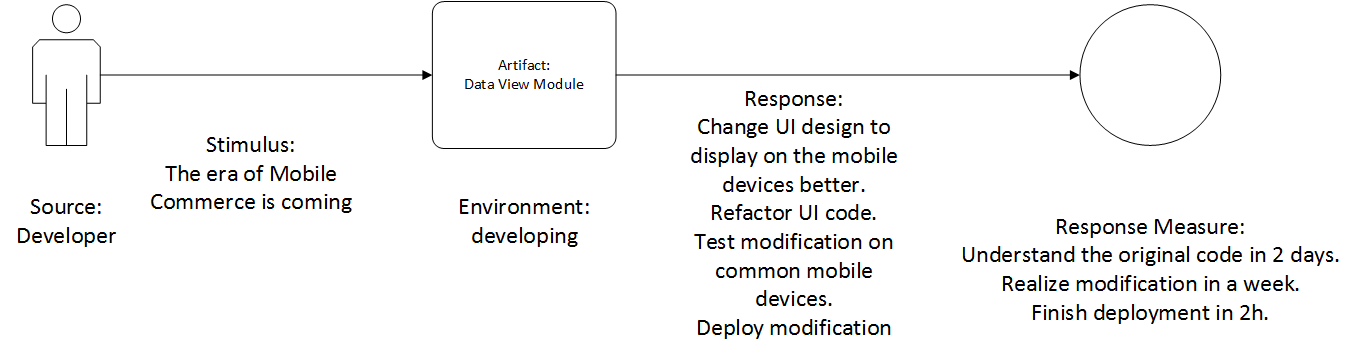 Artifact:
Data View Module
Stimulus:
The era of Mobile
Commerce is coming
Source:
Developer
Environment:
developing
Response:
Change UI design to
display on the mobile
devices better.
Refactor UI code.
Test modification on
common mobile
devices.
Deploy modification
Response Measure:
Understand the original code in 2 days.
Realize modification in a week.
Finish deployment in 2h.